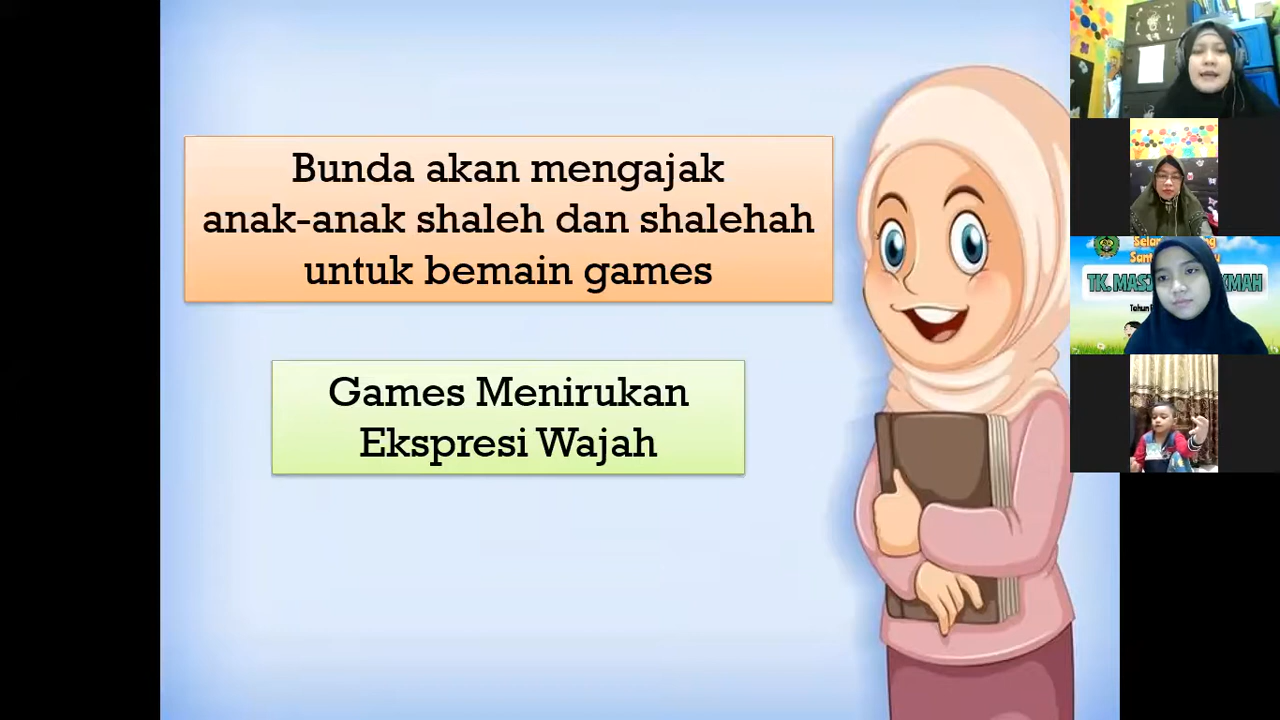 Bunda akan mengajak
anak-anak shaleh dan shalehah
untuk bemain games
Games Menirukan
Ekspresi Wajah
TK. MAS